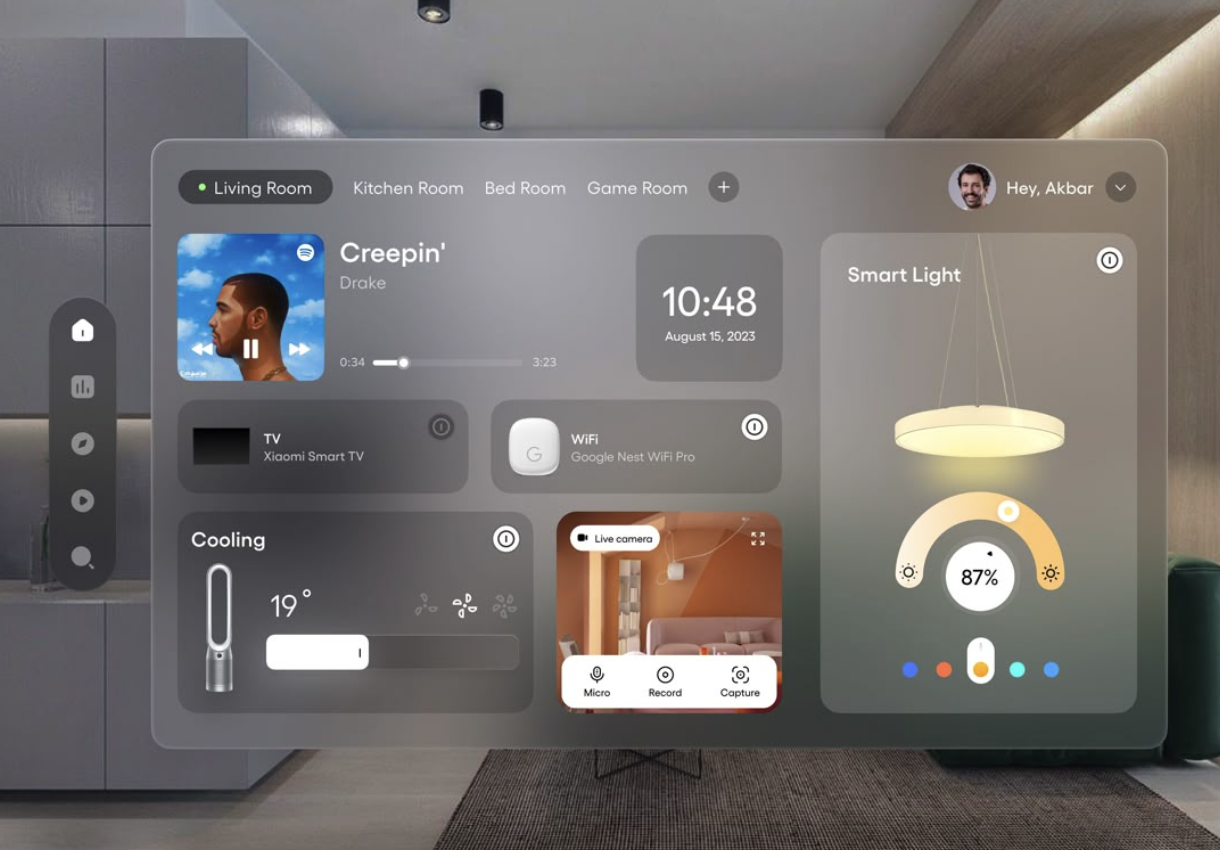 Living Room
Kitchen Room
Bed Room
Game Room
Hey, Akbar
Creepin'
Drake
0:34
3:23
10:48
August 15, 2023
Smart Light
TV
Xiaomi Smart TV
G
WiFi
Google Nest WiFi Pro
Cooling
19°
Live camera
Micro
Record
Capture
87%